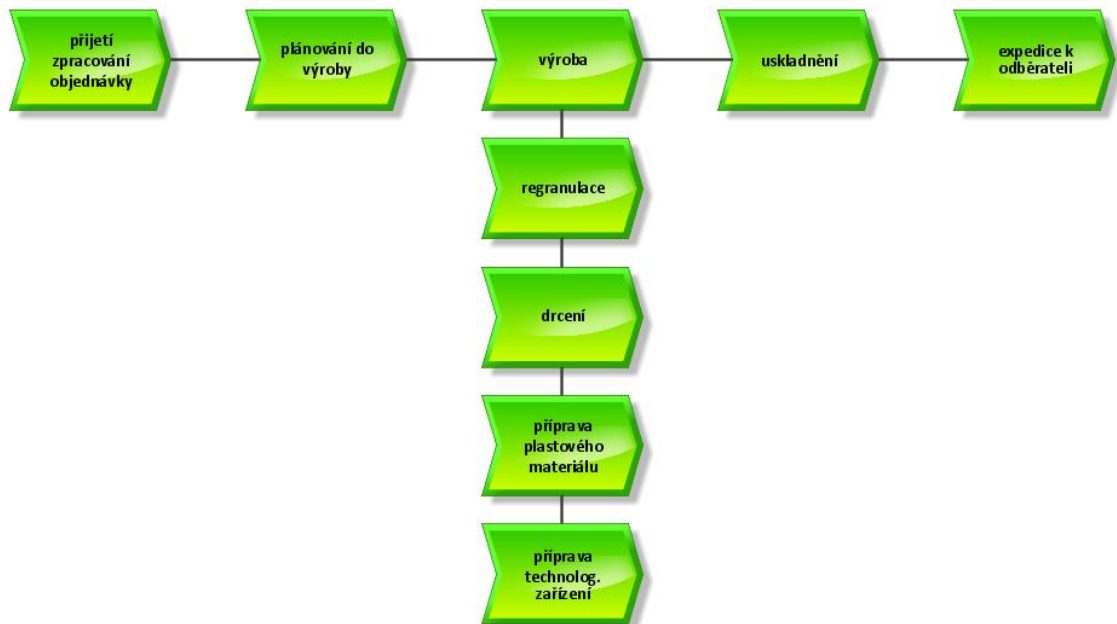 přijetí
zpracování
objednávky
plánování do
výroby
výroba
uskladnění
expedice k
odběrateli
regranulace
drcení
příprava
plastového
materiálu
příprava
technolog.
zařízení